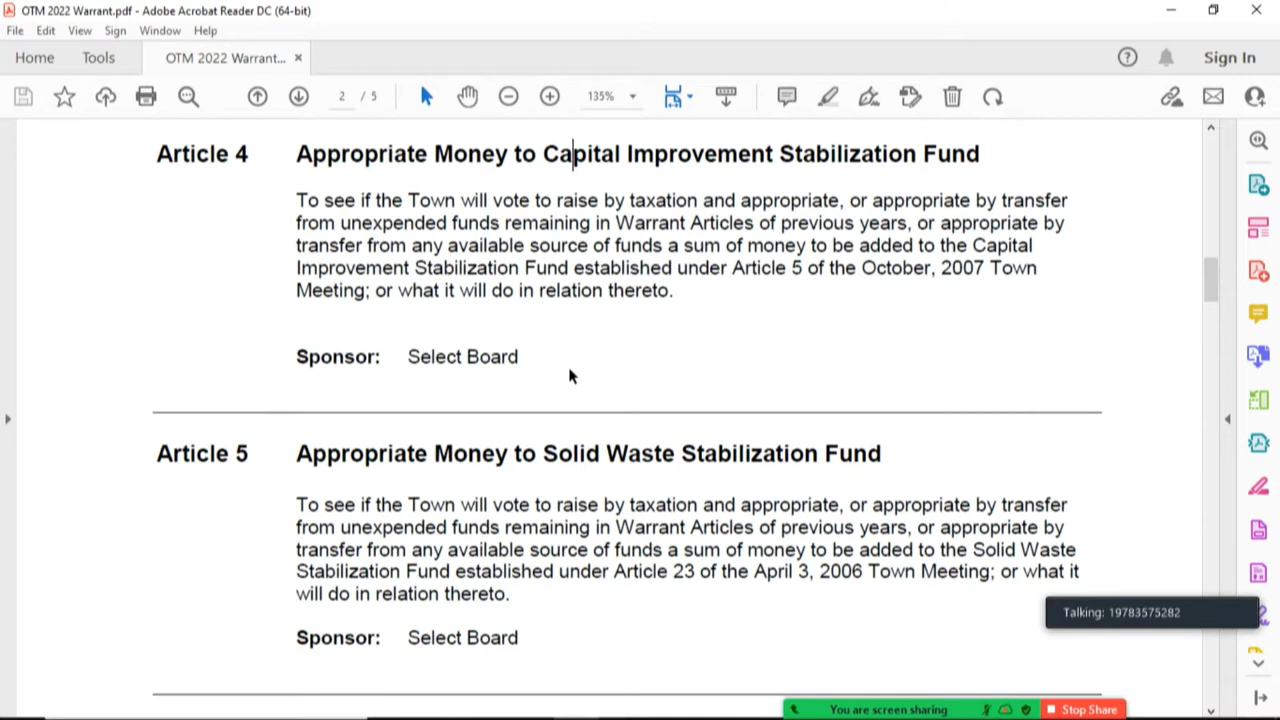 OTM 2022 Warrant.pdf - Adobe Acrobat Reader DC (64-bit)
File Edit View Sign Window Help
Home Tools OTM 2022 Warrant... × Sign In
2 / 5 135%
Article 4 Appropriate Money to Capital Improvement Stabilization Fund
To see if the Town will vote to raise by taxation and appropriate, or appropriate by transfer
from unexpended funds remaining in Warrant Articles of previous years, or appropriate by
transfer from any available source of funds a sum of money to be added to the Capital
Improvement Stabilization Fund established under Article 5 of the October, 2007 Town
Meeting; or what it will do in relation thereto.
Sponsor: Select Board
Article 5 Appropriate Money to Solid Waste Stabilization Fund
To see if the Town will vote to raise by taxation and appropriate, or appropriate by transfer
from unexpended funds remaining in Warrant Articles of previous years, or appropriate by
transfer from any available source of funds a sum of money to be added to the Solid Waste
Stabilization Fund established under Article 23 of the April 3, 2006 Town Meeting; or what it
will do in relation thereto.
Talking: 19783575282
Sponsor: Select Board
You are screen sharing Stop Share